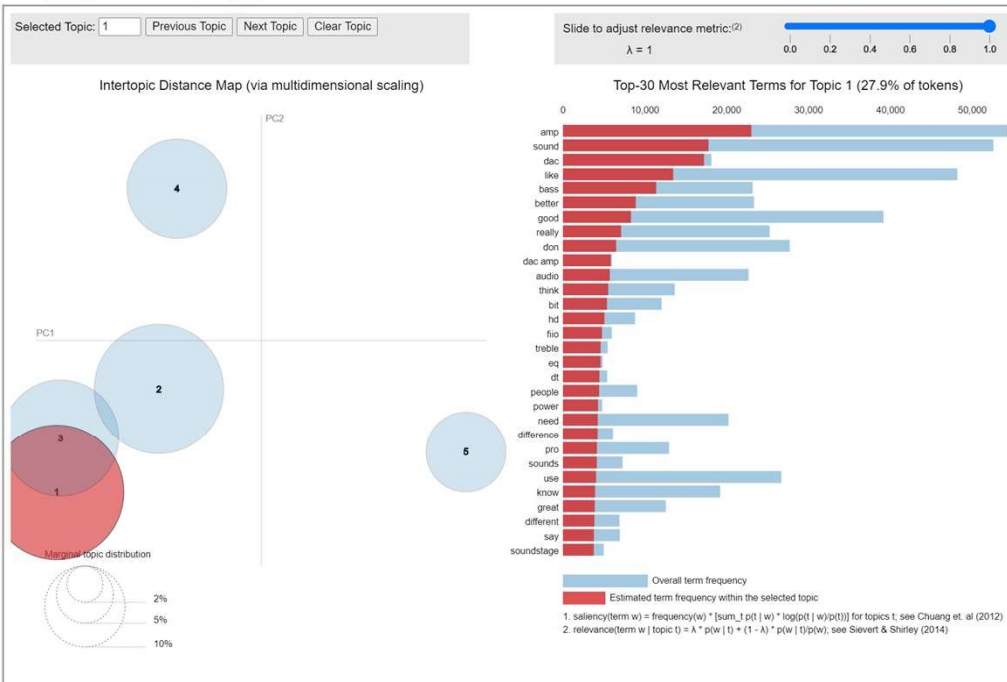 Selected Topic: 1 Previous Topic Next Topic Clear Topic
Slide to adjust relevance metric:(2)
λ = 1
0.0 0.2 0.4 0.6 0.8 1.0
Intertopic Distance Map (via multidimensional scaling)
PC2
PC1
4
2
3
1
5
Marginal topic distribution
2%
5%
10%
Top-30 Most Relevant Terms for Topic 1 (27.9% of tokens)
0 10,000 20,000 30,000 40,000 50,000
amp
sound
dac
like
bass
better
good
really
don
dac amp
audio
think
bit
hd
fiio
treble
eq
dt
people
power
need
difference
pro
sounds
use
know
great
different
say
soundstage
Overall term frequency
Estimated term frequency within the selected topic
1. saliency(term w) = frequency(w) * [sum_t p(t | w) * log(p(t | w)/p(t))] for topics t; see Chuang et. al (2012)
2. relevance(term w | topic t) = λ * p(w | t) + (1 - λ) * p(w | t)/p(w); see Sievert & Shirley (2014)